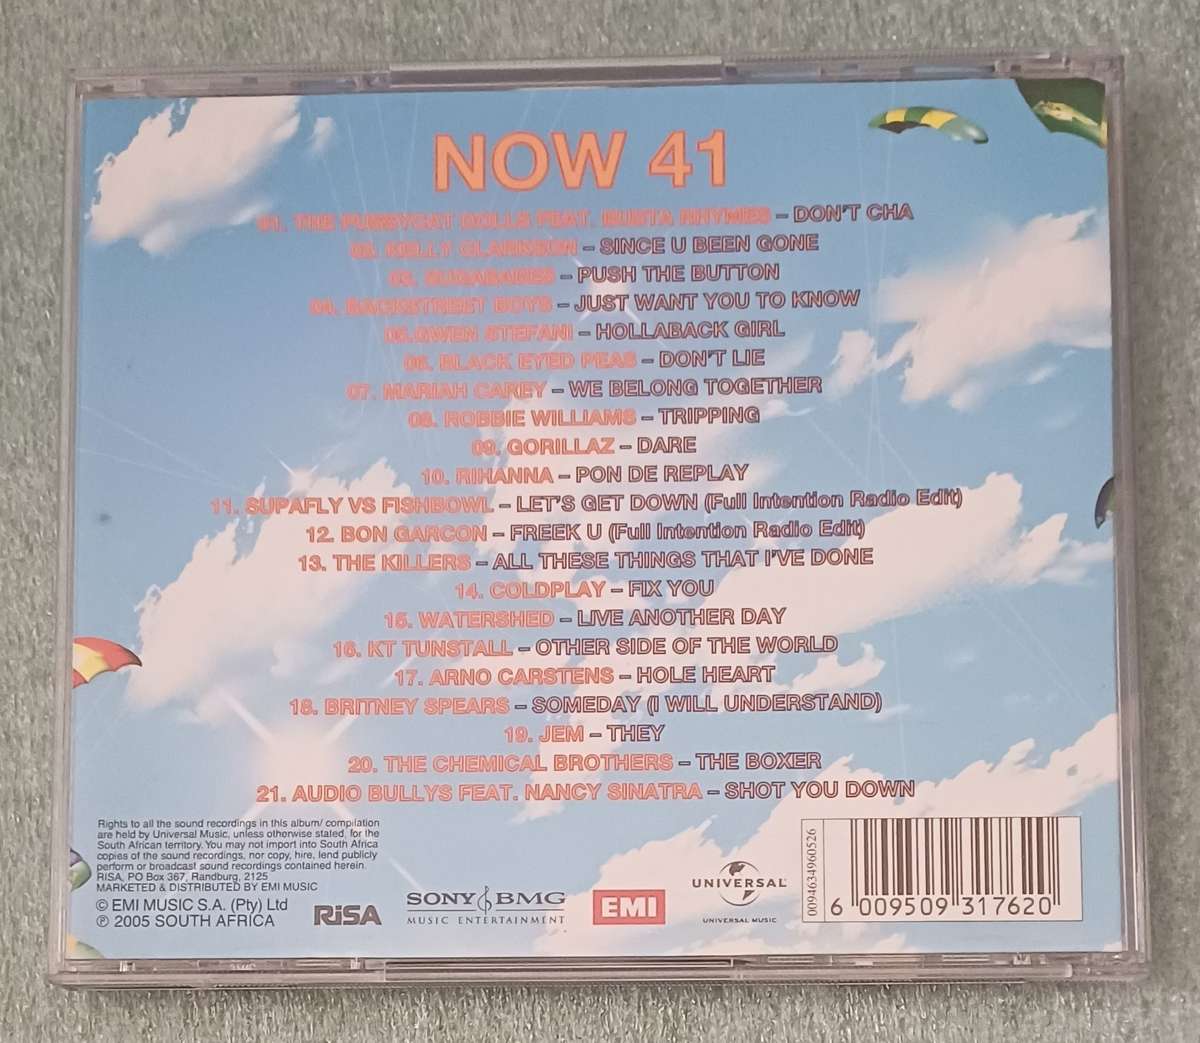 NOW 41
01. THE PUSSYCAT DOLLS FEAT. BUSTA RHYMES – DON'T CHA
02. KELLY CLARKSON – SINCE U BEEN GONE
03. SUGABABES – PUSH THE BUTTON
04. BACKSTREET BOYS – JUST WANT YOU TO KNOW
05.GWEN STEFANI – HOLLABACK GIRL
06. BLACK EYED PEAS – DON'T LIE
07. MARIAH CAREY – WE BELONG TOGETHER
08. ROBBIE WILLIAMS – TRIPPING
09. GORILLAZ – DARE
10. RIHANNA – PON DE REPLAY
11. SUPAFLY VS FISHBOWL – LET'S GET DOWN (Full Intention Radio Edit)
12. BON GARCON – FREEK U (Full Intention Radio Edit)
13. THE KILLERS – ALL THESE THINGS THAT I'VE DONE
14. COLDPLAY – FIX YOU
15. WATERSHED – LIVE ANOTHER DAY
16. KT TUNSTALL – OTHER SIDE OF THE WORLD
17. ARNO CARSTENS – HOLE HEART
18. BRITNEY SPEARS – SOMEDAY (I WILL UNDERSTAND)
19. JEM – THEY
20. THE CHEMICAL BROTHERS – THE BOXER
21. AUDIO BULLYS FEAT. NANCY SINATRA – SHOT YOU DOWN
Rights to all the sound recordings in this album/ compilation
are held by Universal Music, unless otherwise stated, for the
South African territory. You may not import into South Africa
copies of the sound recordings, nor copy, hire, lend publicly
perform or broadcast sound recordings contained herein.
RISA, PO Box 367, Randburg, 2125
MARKETED & DISTRIBUTED BY EMI MUSIC
© EMI MUSIC S.A. (Pty) Ltd
℗ 2005 SOUTH AFRICA
RiSA
SONY BMG
MUSIC ENTERTAINMENT
EMI
UNIVERSAL
UNIVERSAL MUSIC
0094634960526
6 009509 317620